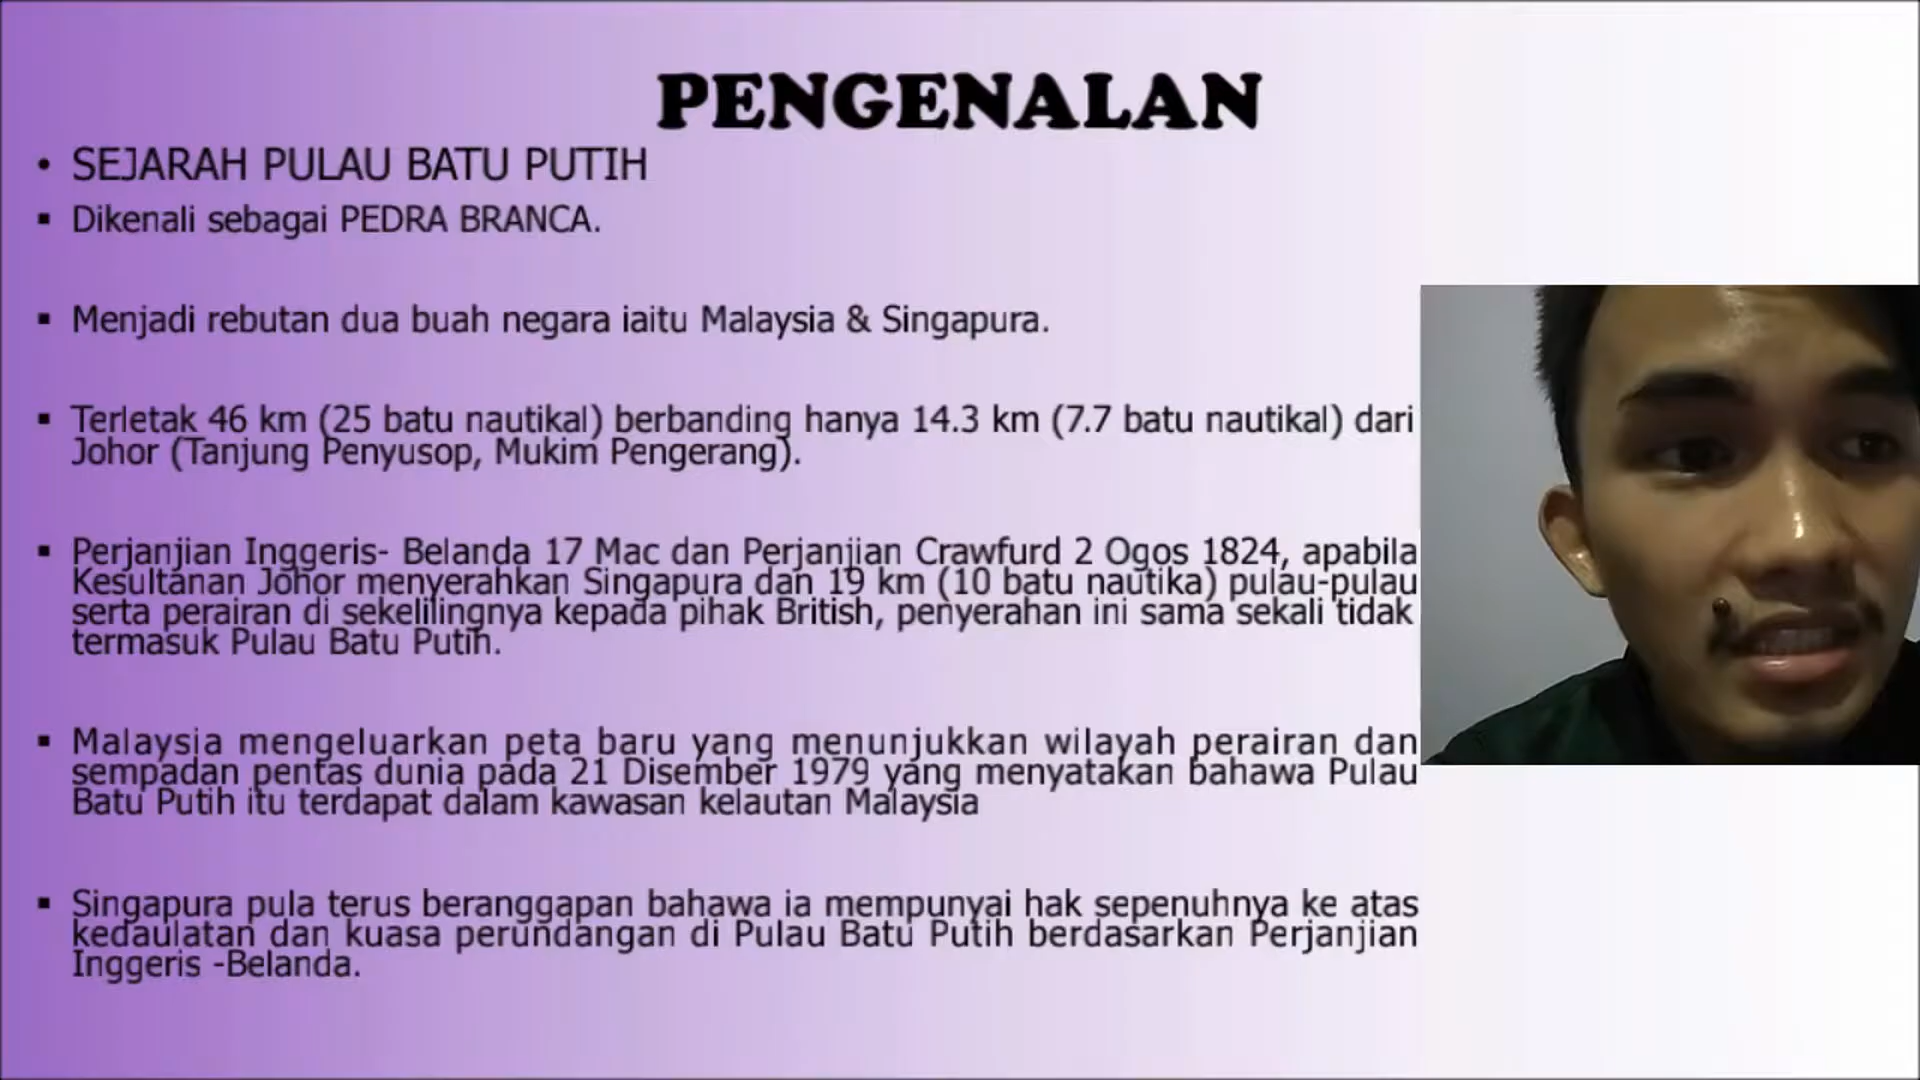 PENGENALAN
• SEJARAH PULAU BATU PUTIH
▪ Dikenali sebagai PEDRA BRANCA.
▪ Menjadi rebutan dua buah negara iaitu Malaysia & Singapura.
▪ Terletak 46 km (25 batu nautikal) berbanding hanya 14.3 km (7.7 batu nautikal) dari
Johor (Tanjung Penyusop, Mukim Pengerang).
▪ Perjanjian Inggeris- Belanda 17 Mac dan Perjanjian Crawfurd 2 Ogos 1824, apabila
Kesultanan Johor menyerahkan Singapura dan 19 km (10 batu nautika) pulau-pulau
serta perairan di sekelilingnya kepada pihak British, penyerahan ini sama sekali tidak
termasuk Pulau Batu Putih.
▪ Malaysia mengeluarkan peta baru yang menunjukkan wilayah perairan dan
sempadan pentas dunia pada 21 Disember 1979 yang menyatakan bahawa Pulau
Batu Putih itu terdapat dalam kawasan kelautan Malaysia
▪ Singapura pula terus beranggapan bahawa ia mempunyai hak sepenuhnya ke atas
kedaulatan dan kuasa perundangan di Pulau Batu Putih berdasarkan Perjanjian
Inggeris -Belanda.